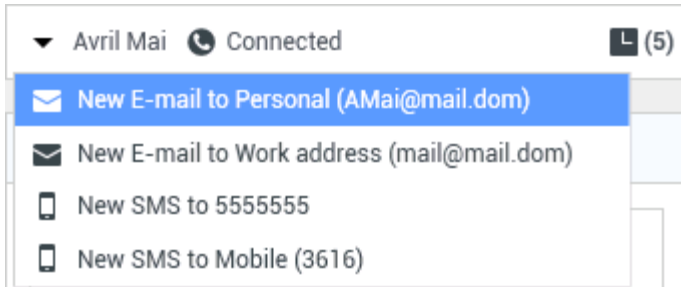 Avril Mai Connected (5)
New E-mail to Personal (AMai@mail.dom)
New E-mail to Work address (mail@mail.dom)
New SMS to 5555555
New SMS to Mobile (3616)